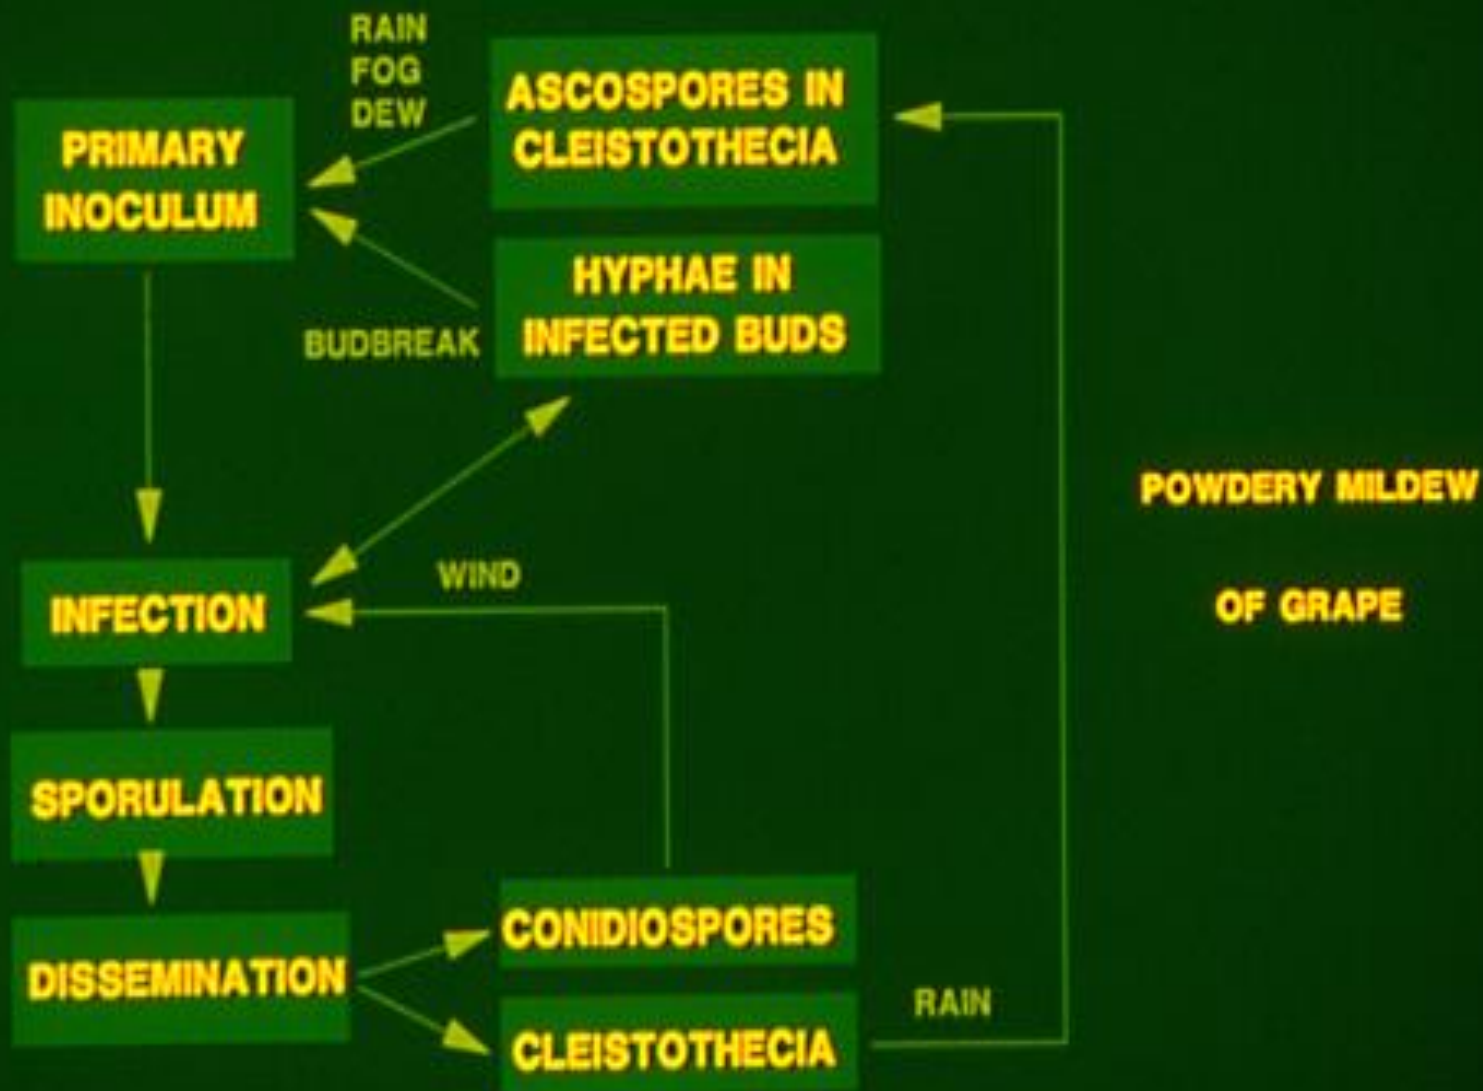 RAIN
FOG
DEW
ASCOSPORES IN
CLEISTOTHECIA
PRIMARY
INOCULUM
HYPHAE IN
INFECTED BUDS
BUDBREAK
POWDERY MILDEW
OF GRAPE
WIND
INFECTION
SPORULATION
CONIDIOSPORES
DISSEMINATION
RAIN
CLEISTOTHECIA